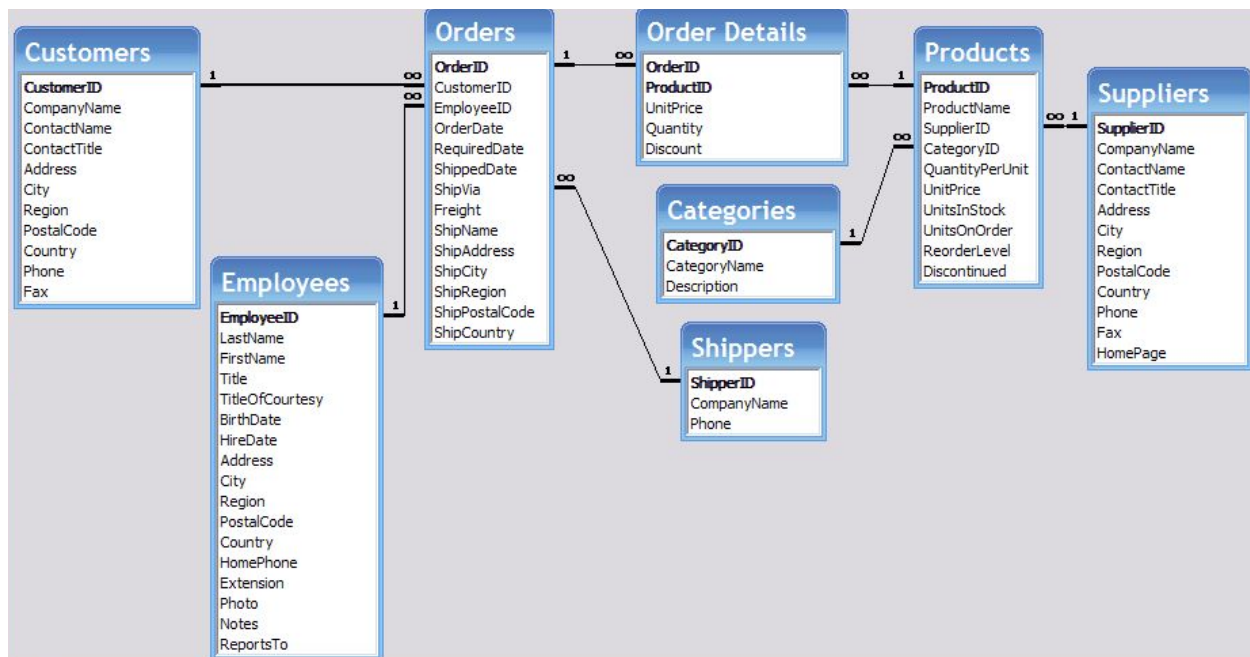 Customers
CustomerID
CompanyName
ContactName
ContactTitle
Address
City
Region
PostalCode
Country
Phone
Fax
1
∞
Employees
EmployeeID
LastName
FirstName
Title
TitleOfCourtesy
BirthDate
HireDate
Address
City
Region
PostalCode
Country
HomePhone
Extension
Photo
Notes
ReportsTo
1
∞
Orders
OrderID
CustomerID
EmployeeID
OrderDate
RequiredDate
ShippedDate
ShipVia
Freight
ShipName
ShipAddress
ShipCity
ShipRegion
ShipPostalCode
ShipCountry
1
∞
∞
Order Details
OrderID
ProductID
UnitPrice
Quantity
Discount
∞
1
Categories
CategoryID
CategoryName
Description
1
∞
Shippers
ShipperID
CompanyName
Phone
1
Products
ProductID
ProductName
SupplierID
CategoryID
QuantityPerUnit
UnitPrice
UnitsInStock
UnitsOnOrder
ReorderLevel
Discontinued
∞
1
Suppliers
SupplierID
CompanyName
ContactName
ContactTitle
Address
City
Region
PostalCode
Country
Phone
Fax
HomePage